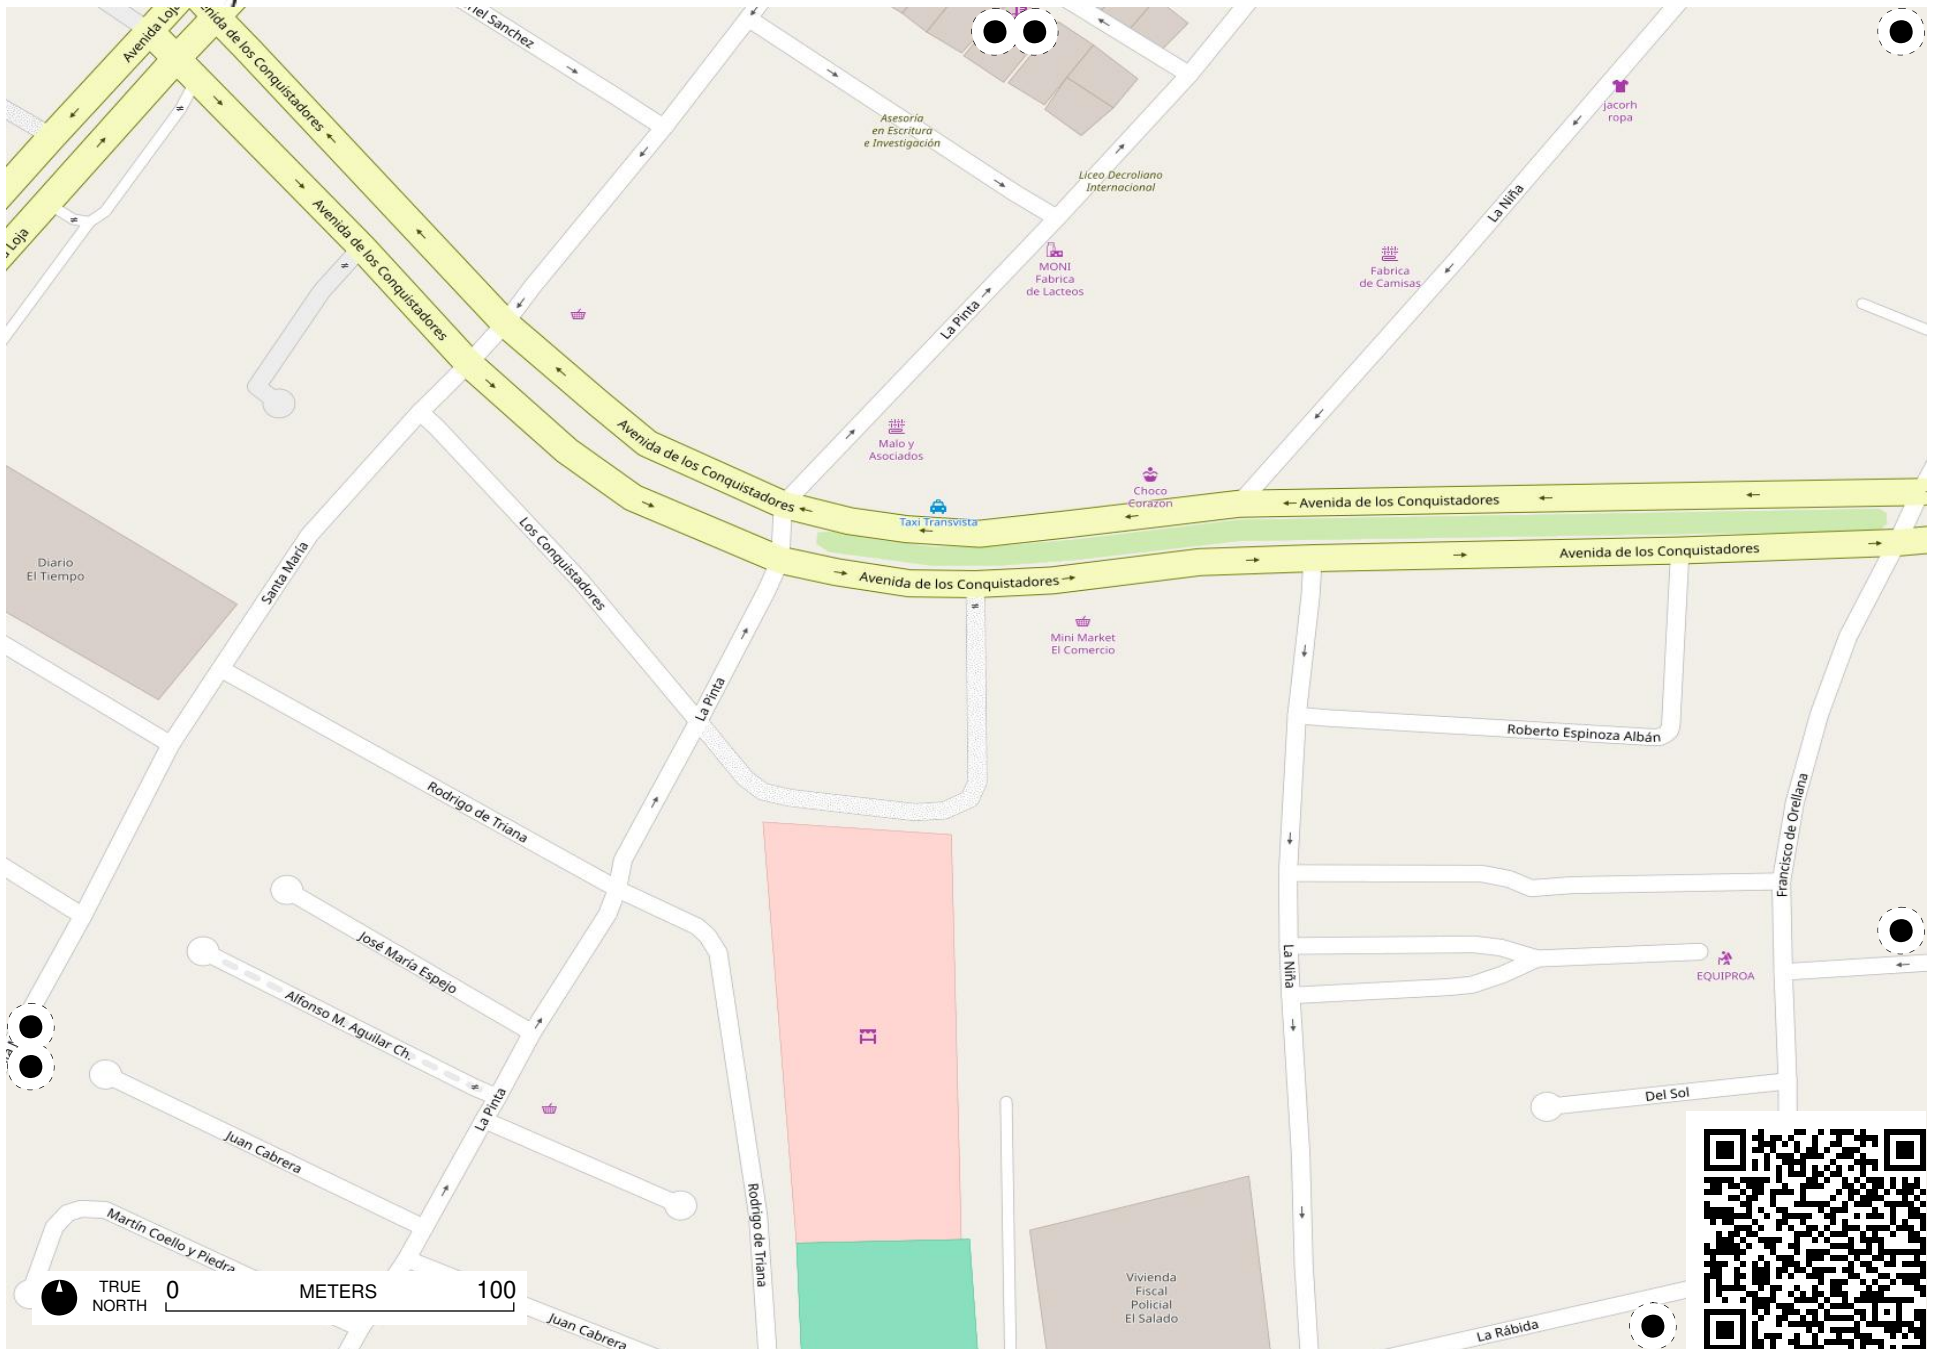 Avenida Loja
Avenida de los Conquistadores
Sanchez
jacorh
ropa
Asesoría
en Escritura
e Investigación
Liceo Decroliano
Internacional
La Niña
Loja
Avenida de los Conquistadores
MONI
Fabrica
de Lacteos
Fabrica
de Camisas
La Pinta
Malo y
Asociados
Avenida de los Conquistadores
Choco
Corazón
Taxi Transvista
Avenida de los Conquistadores
Avenida de los Conquistadores
Avenida de los Conquistadores
Diario
El Tiempo
Santa María
Los Conquistadores
Mini Market
El Comercio
La Pinta
Roberto Espinoza Albán
Rodrigo de Triana
Francisco de Orellana
José María Espejo
La Niña
EQUIPROA
Alfonso M. Aguilar Ch.
La Pinta
Del Sol
Juan Cabrera
Rodrigo de Triana
Martín Coello y Piedra
Vivienda
Fiscal
Policial
El Salado
TRUE
NORTH
0 METERS 100
Juan Cabrera
La Rábida